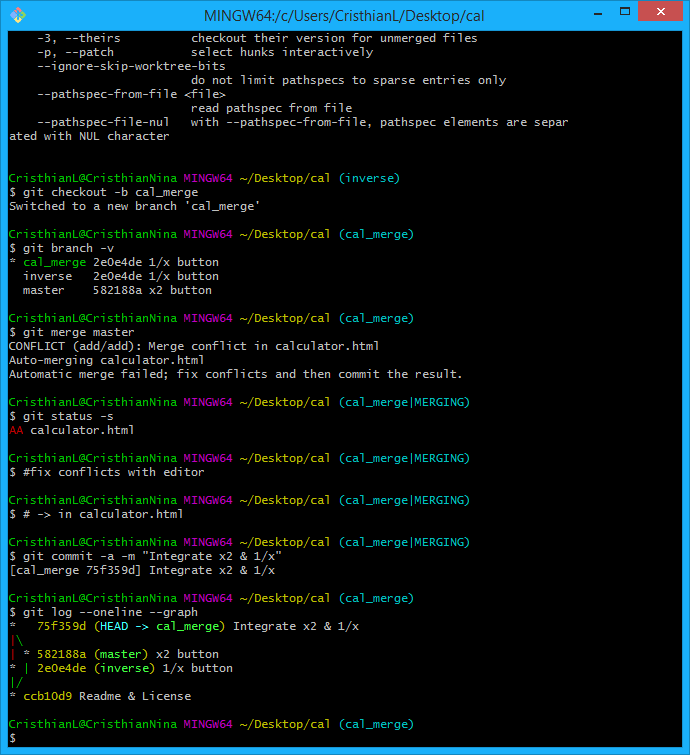 MINGW64:/c/Users/CristhianL/Desktop/cal
    -3, --theirs          checkout their version for unmerged files
    -p, --patch           select hunks interactively
    --ignore-skip-worktree-bits
                          do not limit pathspecs to sparse entries only
    --pathspec-from-file <file>
                          read pathspec from file
    --pathspec-file-nul   with --pathspec-from-file, pathspec elements are separ
ated with NUL character
CristhianL@CristhianNina MINGW64 ~/Desktop/cal (inverse)
$ git checkout -b cal_merge
Switched to a new branch 'cal_merge'
CristhianL@CristhianNina MINGW64 ~/Desktop/cal (cal_merge)
$ git branch -v
* cal_merge 2e0e4de 1/x button
  inverse   2e0e4de 1/x button
  master    582188a x2 button
CristhianL@CristhianNina MINGW64 ~/Desktop/cal (cal_merge)
$ git merge master
CONFLICT (add/add): Merge conflict in calculator.html
Auto-merging calculator.html
Automatic merge failed; fix conflicts and then commit the result.
CristhianL@CristhianNina MINGW64 ~/Desktop/cal (cal_merge|MERGING)
$ git status -s
AA calculator.html
CristhianL@CristhianNina MINGW64 ~/Desktop/cal (cal_merge|MERGING)
$ #fix conflicts with editor
CristhianL@CristhianNina MINGW64 ~/Desktop/cal (cal_merge|MERGING)
$ # -> in calculator.html
CristhianL@CristhianNina MINGW64 ~/Desktop/cal (cal_merge|MERGING)
$ git commit -a -m "Integrate x2 & 1/x"
[cal_merge 75f359d] Integrate x2 & 1/x
CristhianL@CristhianNina MINGW64 ~/Desktop/cal (cal_merge)
$ git log --oneline --graph
*   75f359d (HEAD -> cal_merge) Integrate x2 & 1/x
|\
| * 582188a (master) x2 button
* | 2e0e4de (inverse) 1/x button
|/
* ccb10d9 Readme & License
CristhianL@CristhianNina MINGW64 ~/Desktop/cal (cal_merge)
$